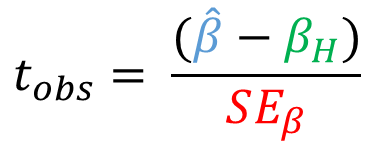 t_obs = (β̂ − β_H) / SE_β